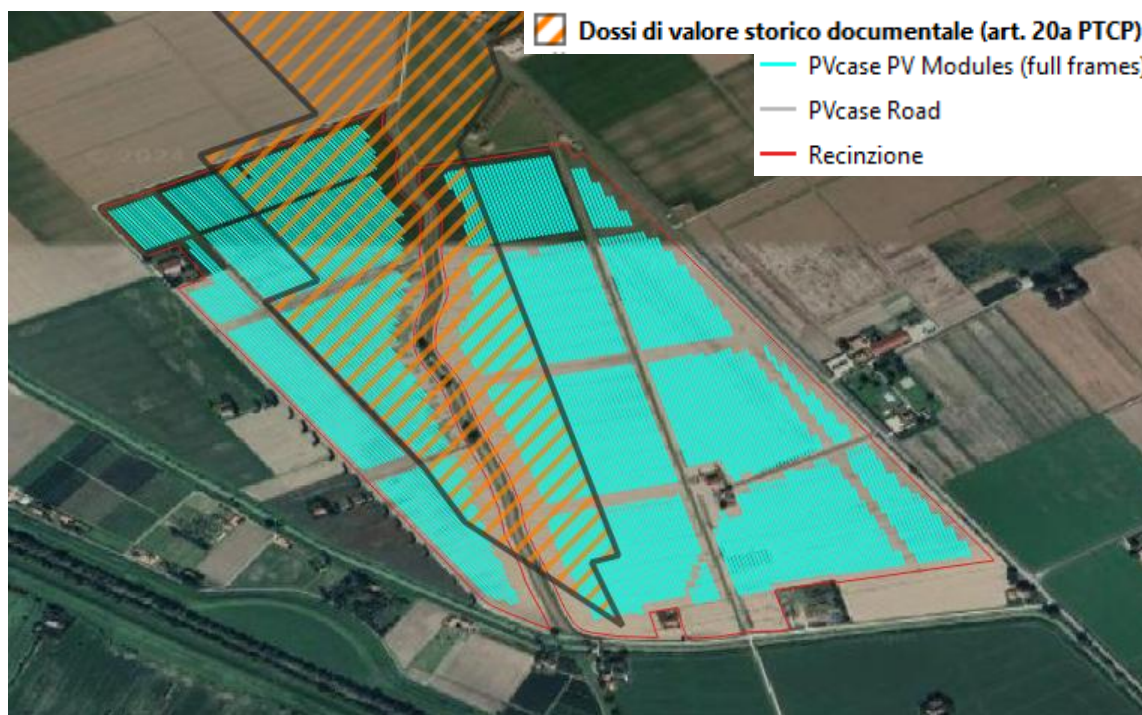 Dossi di valore storico documentale (art. 20a PTCP)
PVcase PV Modules (full frames)
PVcase Road
Recinzione